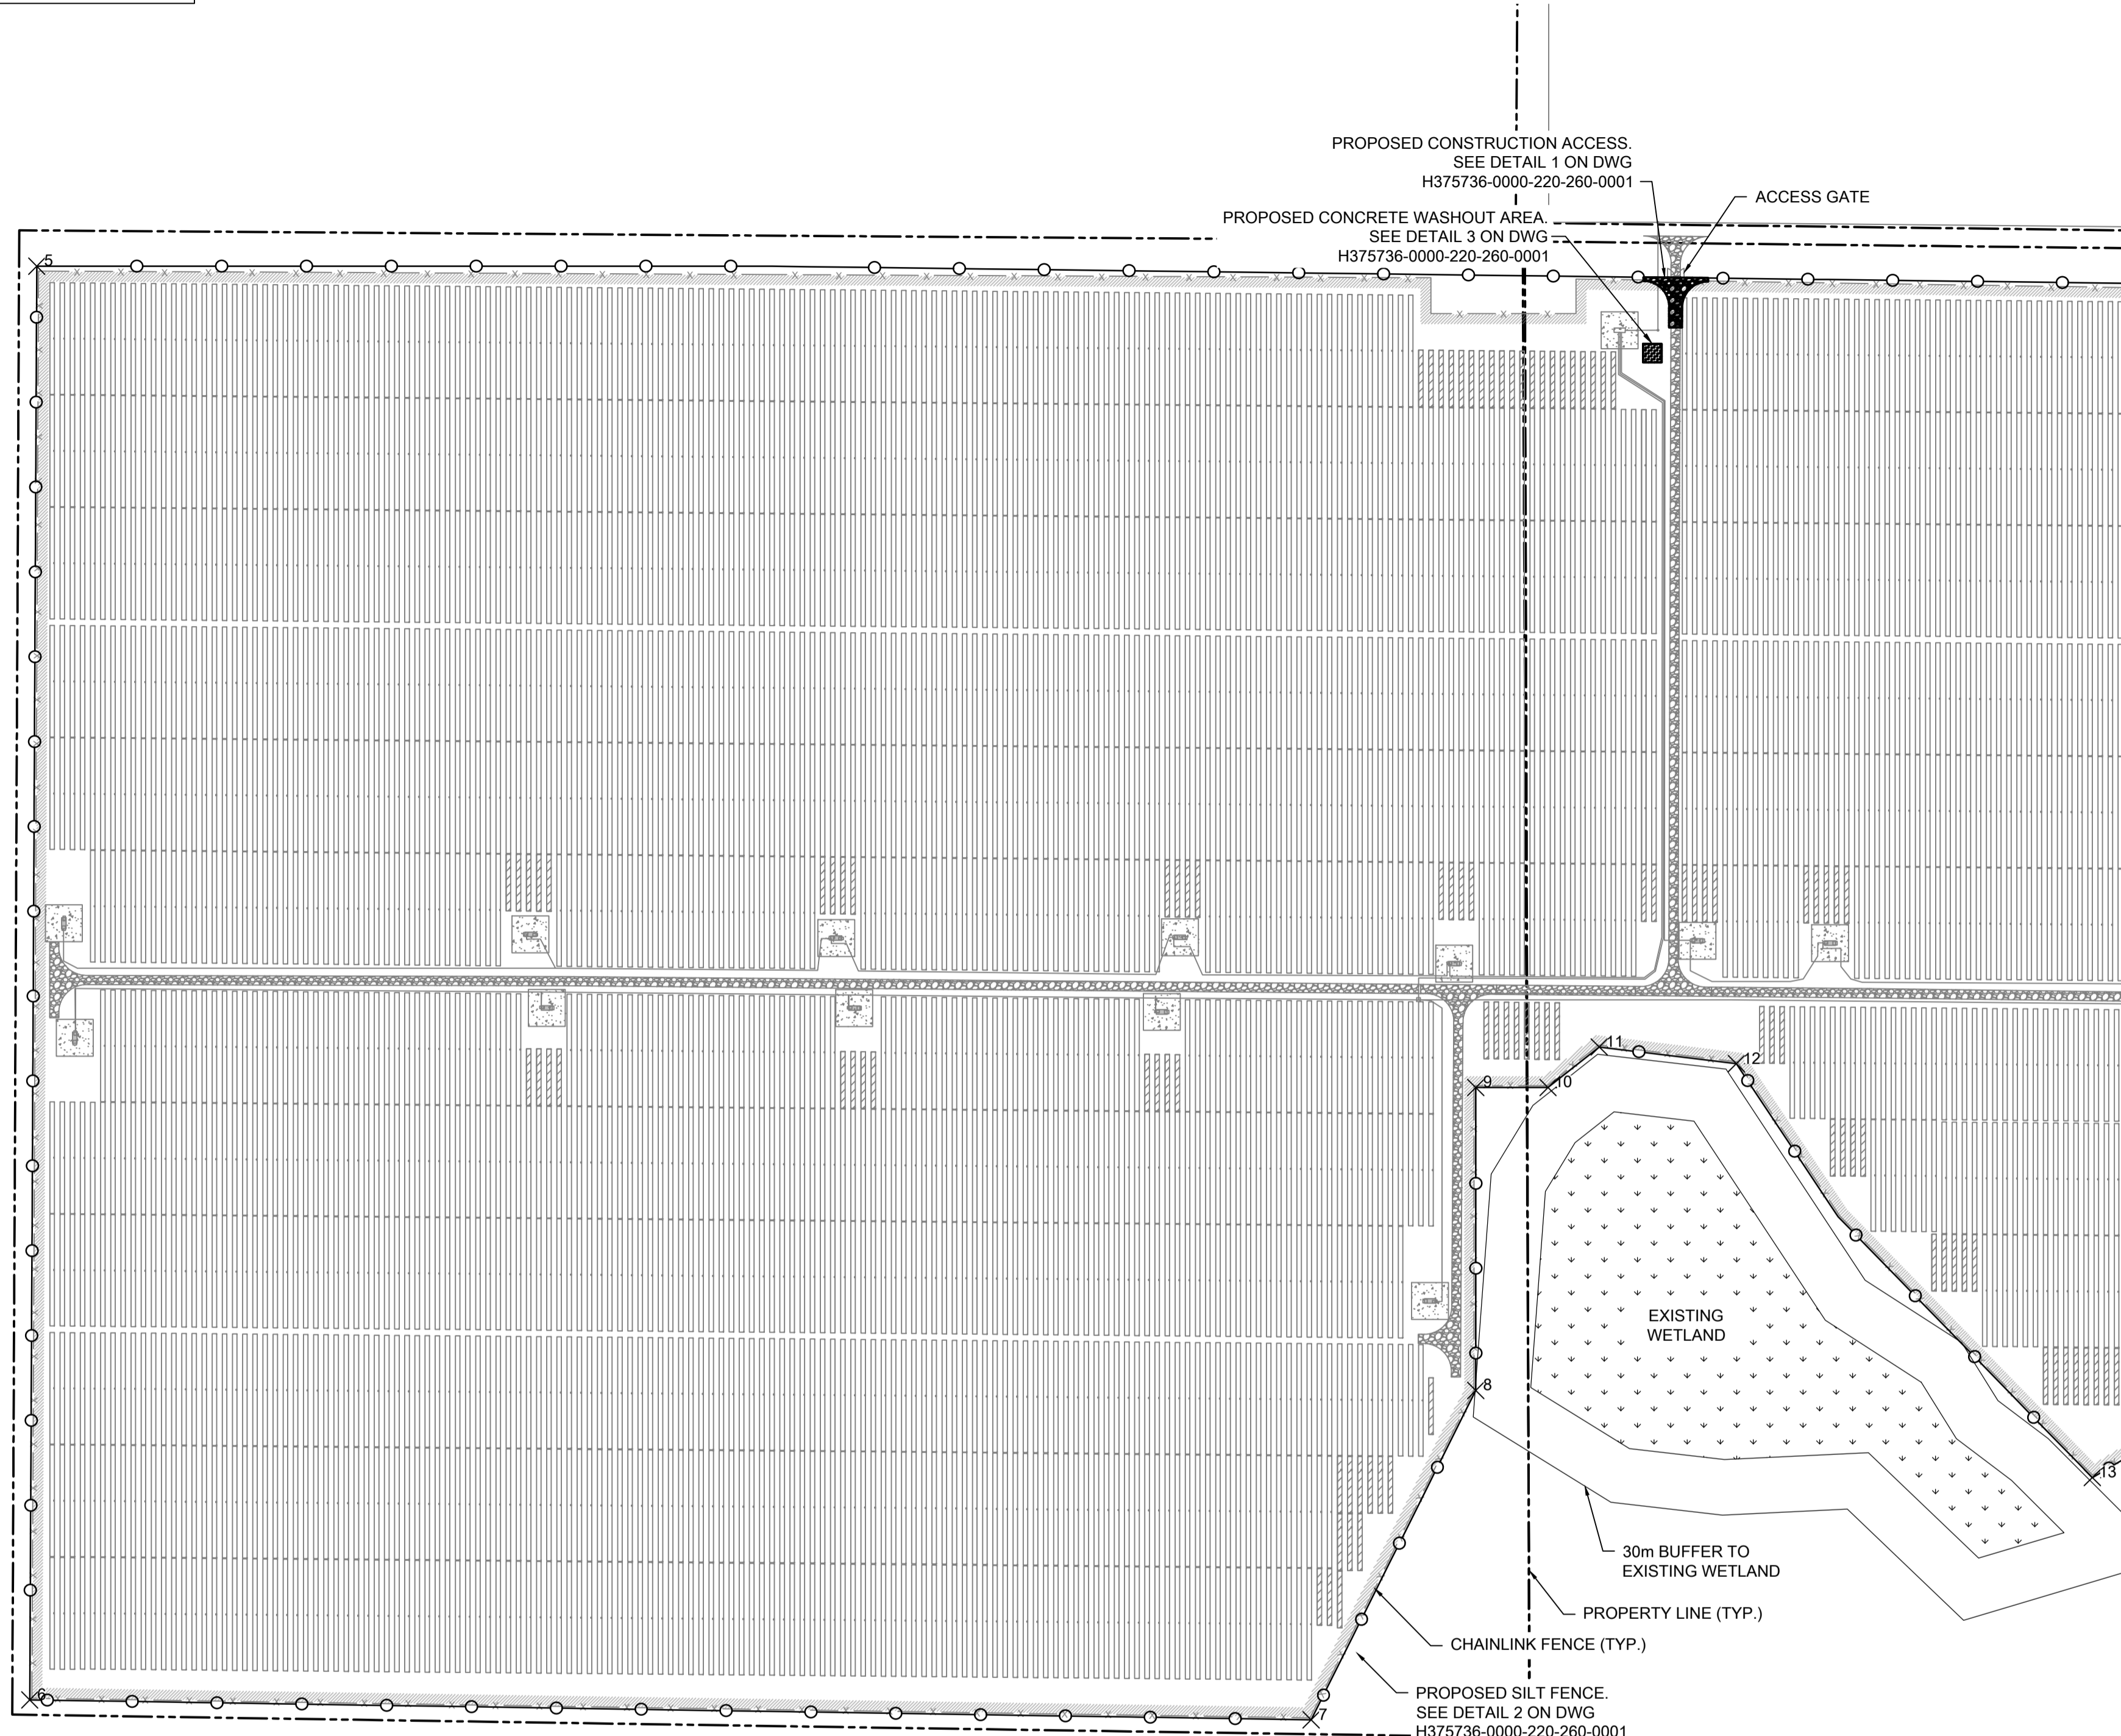 PROPOSED CONSTRUCTION ACCESS.
SEE DETAIL 1 ON DWG
H375736-0000-220-260-0001
ACCESS GATE
PROPOSED CONCRETE WASHOUT AREA.
SEE DETAIL 3 ON DWG
H375736-0000-220-260-0001
5
11
12
9
10
EXISTING
WETLAND
8
13
30m BUFFER TO
EXISTING WETLAND
PROPERTY LINE (TYP.)
CHAINLINK FENCE (TYP.)
6
7
PROPOSED SILT FENCE.
SEE DETAIL 2 ON DWG
H375736-0000-220-260-0001